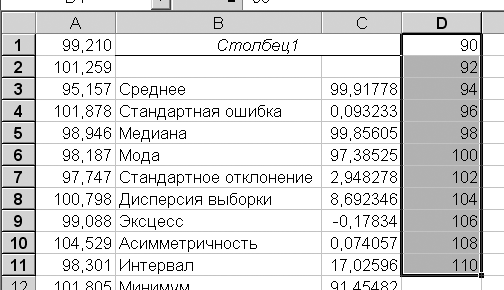 A B C D
1 99,210 Столбец1 90
2 101,259 92
3 95,157 Среднее 99,91778 94
4 101,878 Стандартная ошибка 0,093233 96
5 98,946 Медиана 99,85605 98
6 98,187 Мода 97,38525 100
7 97,747 Стандартное отклонение 2,948278 102
8 100,798 Дисперсия выборки 8,692346 104
9 99,088 Эксцесс -0,17834 106
10 104,529 Асимметричность 0,074057 108
11 98,301 Интервал 17,02596 110
12 101,805 Минимум 91,45482